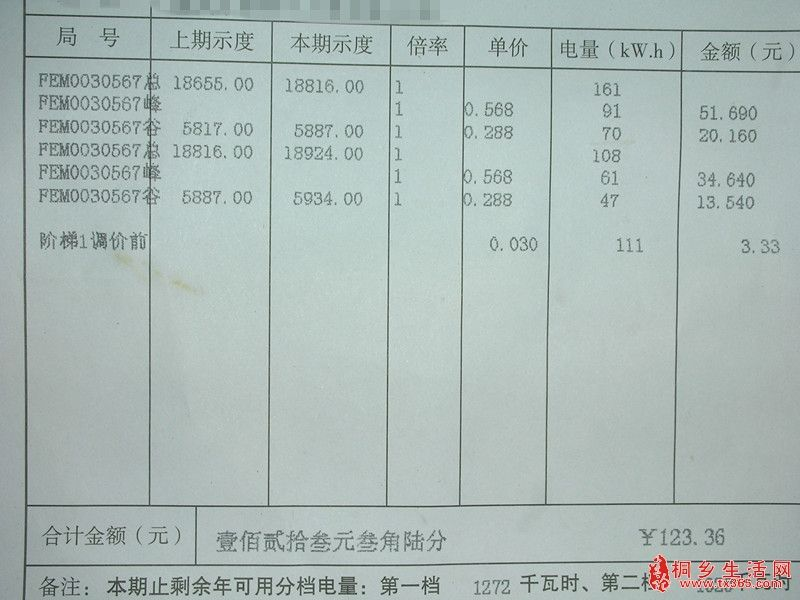 局 号 上期示度 本期示度 倍率 单价 电量（kW.h） 金额（元）
FEM0030567总 18655.00 18816.00 1 161
FEM0030567峰 1 0.568 91 51.690
FEM0030567谷 5817.00 5887.00 1 0.288 70 20.160
FEM0030567总 18816.00 18924.00 1 108
FEM0030567峰 1 0.568 61 34.640
FEM0030567谷 5887.00 5934.00 1 0.288 47 13.540
阶梯1调价前 0.030 111 3.33
合计金额（元） 壹佰贰拾叁元叁角陆分 ￥123.36
备注：本期止剩余年可用分档电量：第一档 1272 千瓦时、第二档
桐乡生活网
www.tx365.com